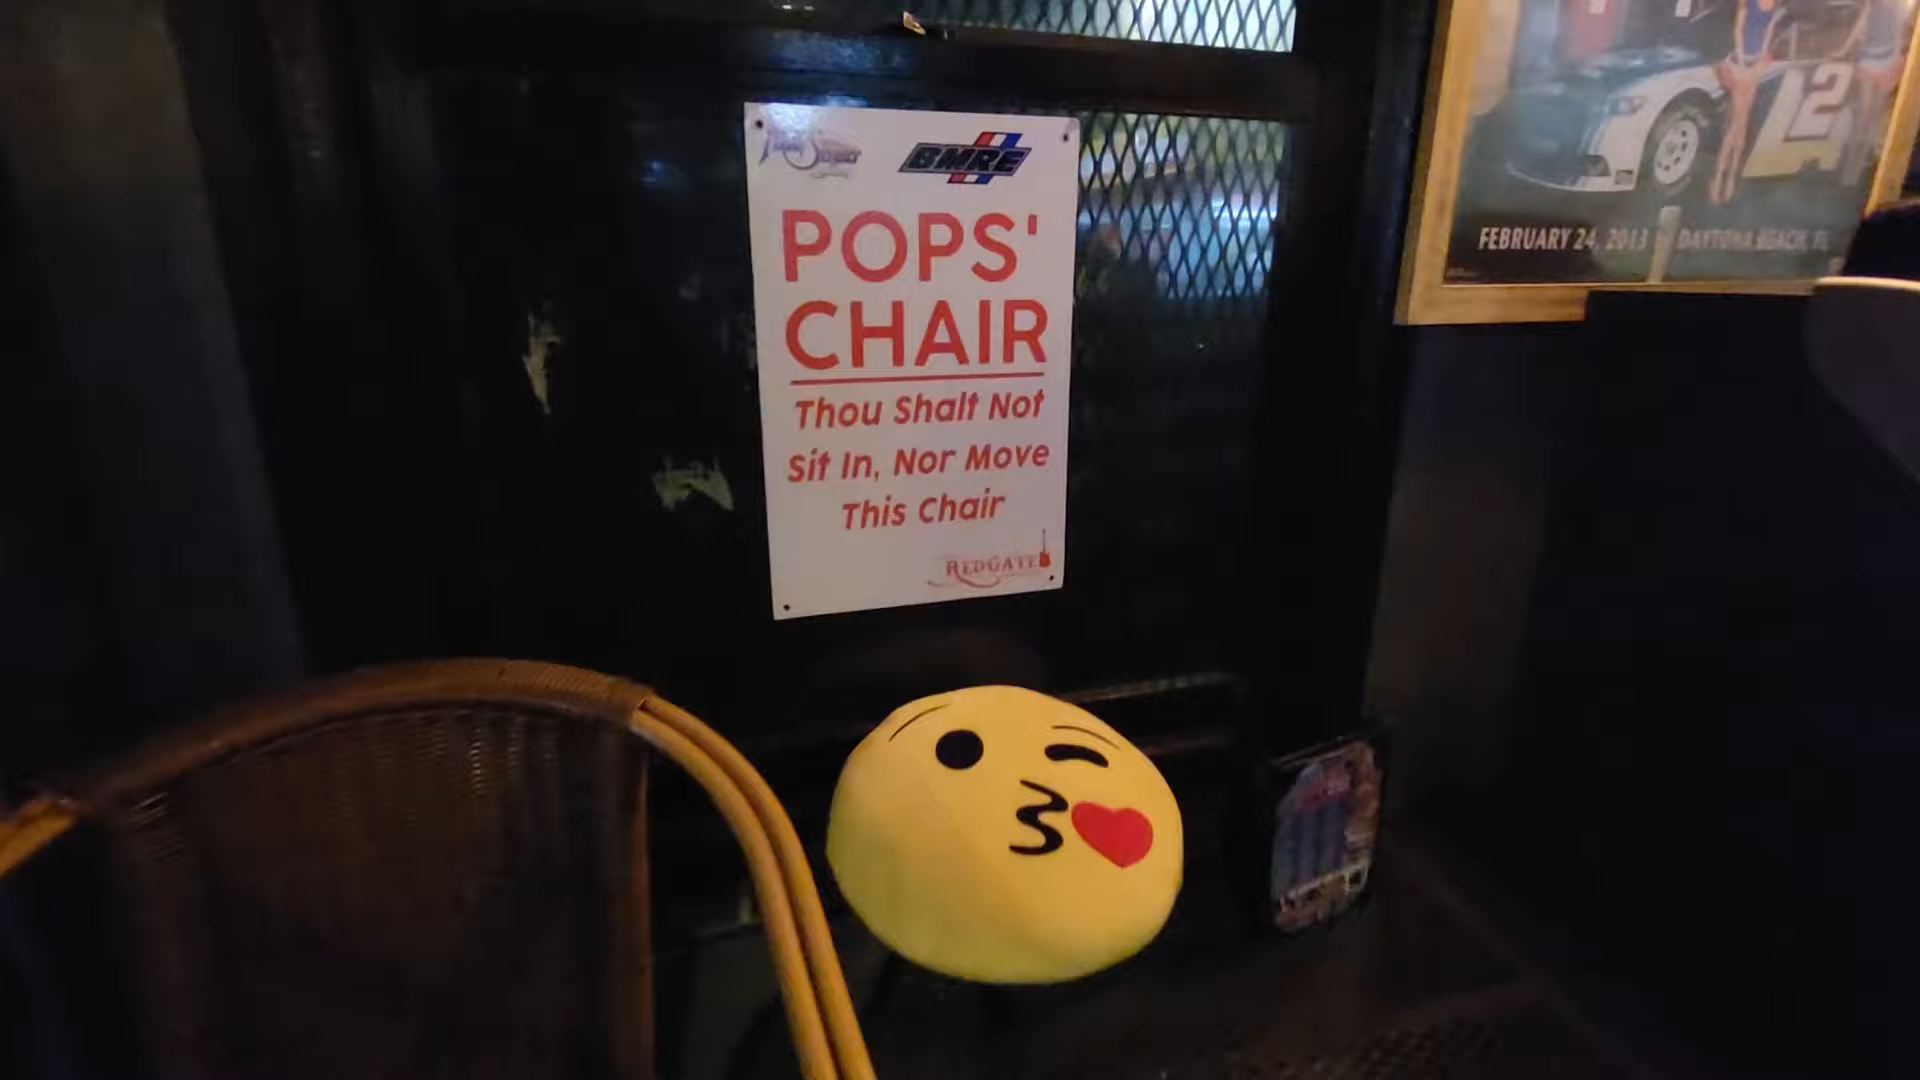 BMRE
POPS'
CHAIR
Thou Shalt Not
Sit In, Nor Move
This Chair
REDGATE
12
FEBRUARY 24, 2013
DAYTONA BEACH, FL